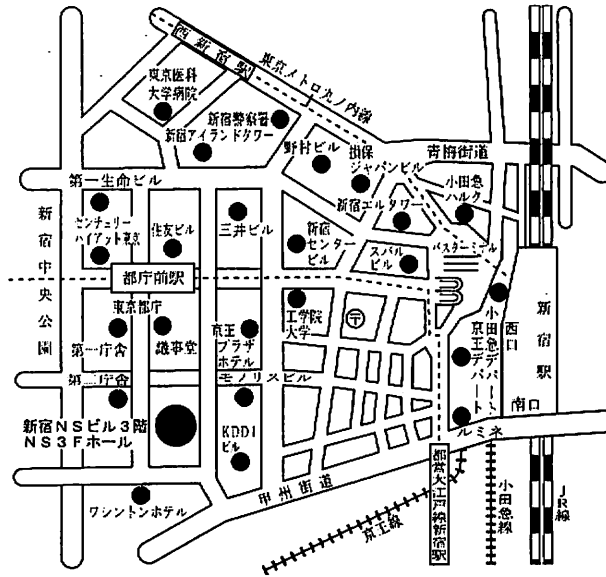 西新宿駅
東京メトロ丸ノ内線
東京医科
大学病院
新宿警察署
新宿アイランドタワー
野村ビル
損保
ジャパンビル
青梅街道
小田急
ハルク
新宿エルタワー
第一生命ビル
センチュリー
ハイアット東京
住友ビル
三井ビル
新宿
センター
ビル
スバル
ビル
バスターミナル
新宿中央公園
都庁前駅
東京都庁
第一庁舎
議事堂
京王
プラザ
ホテル
工学院
大学
〒
小田急デパート
京王デパート
西口
新宿駅
南口
第二庁舎
モノリスビル
新宿NSビル3階
NS3Fホール
KDDI
ビル
ルミネ
甲州街道
ワシントンホテル
京王線
都営大江戸線新宿駅
小田急線
JR線